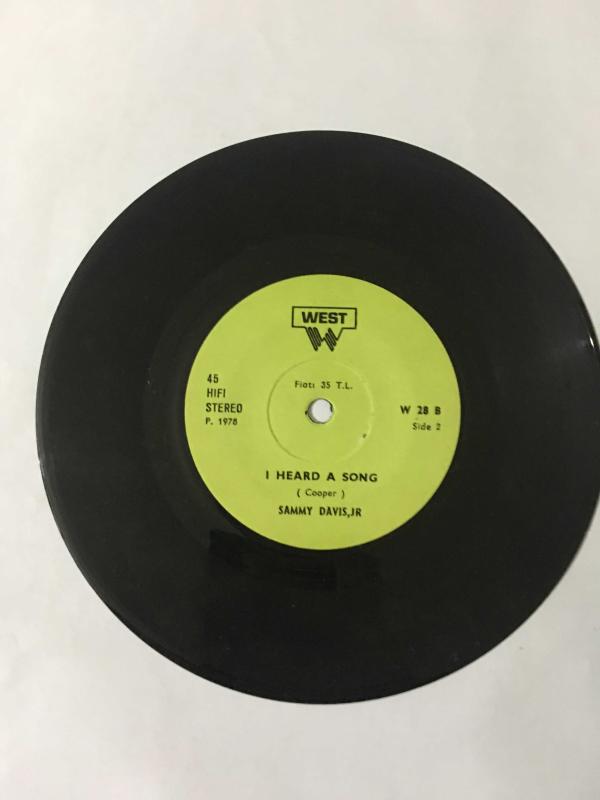 WEST
Fiatı 35 T.L.
45
HIFI
STEREO
P. 1978
W 28 B
Side 2
I HEARD A SONG
( Cooper )
SAMMY DAVIS,JR